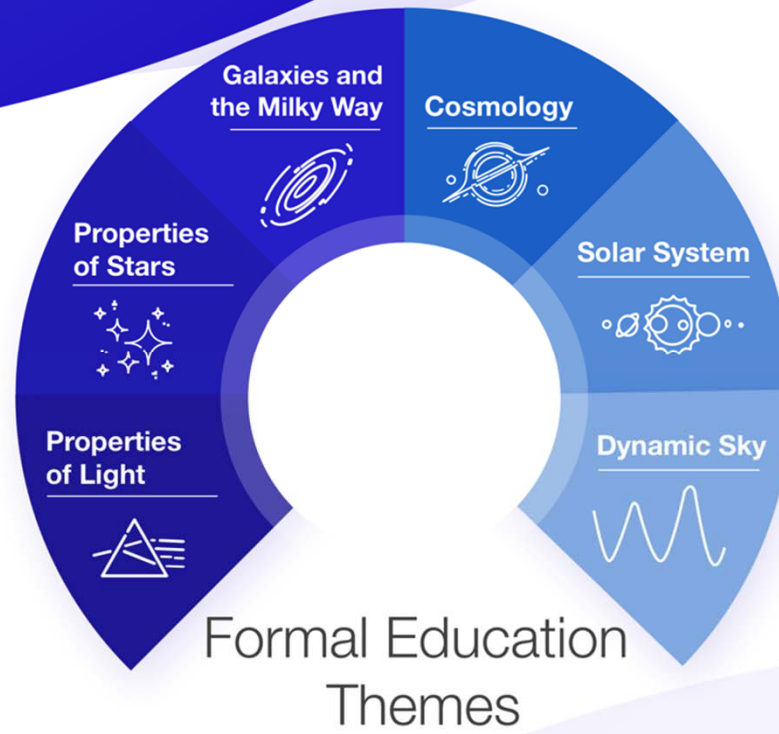 Galaxies and
the Milky Way
Cosmology
Properties
of Stars
Solar System
Properties
of Light
Dynamic Sky
Formal Education
Themes